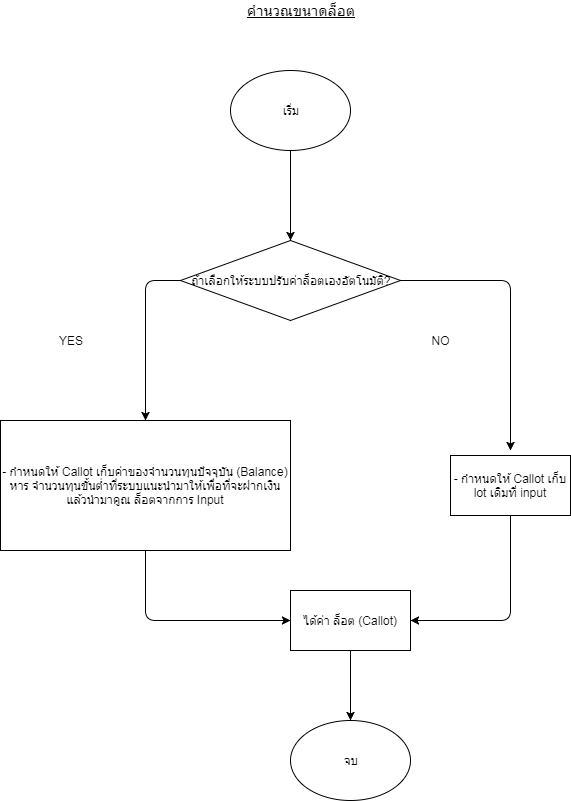 คำนวณขนาดล็อต
เริ่ม
ถ้าเลือกให้ระบบปรับค่าล็อตเองอัตโนมัติ?
YES
NO
- กำหนดให้ Callot เก็บค่าของจำนวนทุนปัจจุบัน (Balance)
หาร จำนวนทุนขั้นต่ำที่ระบบแนะนำมาให้เพื่อที่จะฝากเงิน
แล้วนำมาคูณ ล็อตจากการ Input
- กำหนดให้ Callot เก็บ
lot เดิมที่ input
ได้ค่า ล็อต (Callot)
จบ